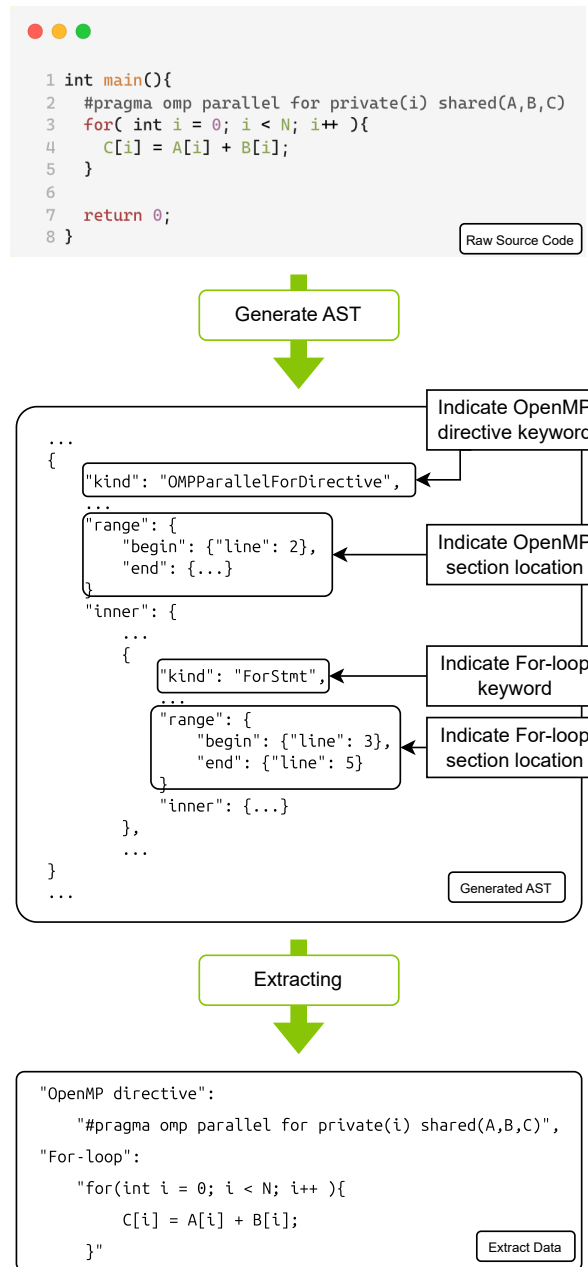 1 int main(){
2 #pragma omp parallel for private(i) shared(A,B,C)
3 for( int i = 0; i < N; i++ ){
4 C[i] = A[i] + B[i];
5 }
6
7 return 0;
8 }
Raw Source Code
Generate AST
Indicate OpenMP
directive keyword
...
{
"kind": "OMPParallelForDirective",
...
"range": {
"begin": {"line": 2},
"end": {...}
}
Indicate OpenMP
section location
"inner": {
...
{
"kind": "ForStmt",
Indicate For-loop
keyword
...
"range": {
"begin": {"line": 3},
"end": {"line": 5}
}
Indicate For-loop
section location
"inner": {...}
},
...
}
...
Generated AST
Extracting
"OpenMP directive":
"#pragma omp parallel for private(i) shared(A,B,C)",
"For-loop":
"for(int i = 0; i < N; i++ ){
C[i] = A[i] + B[i];
}"
Extract Data